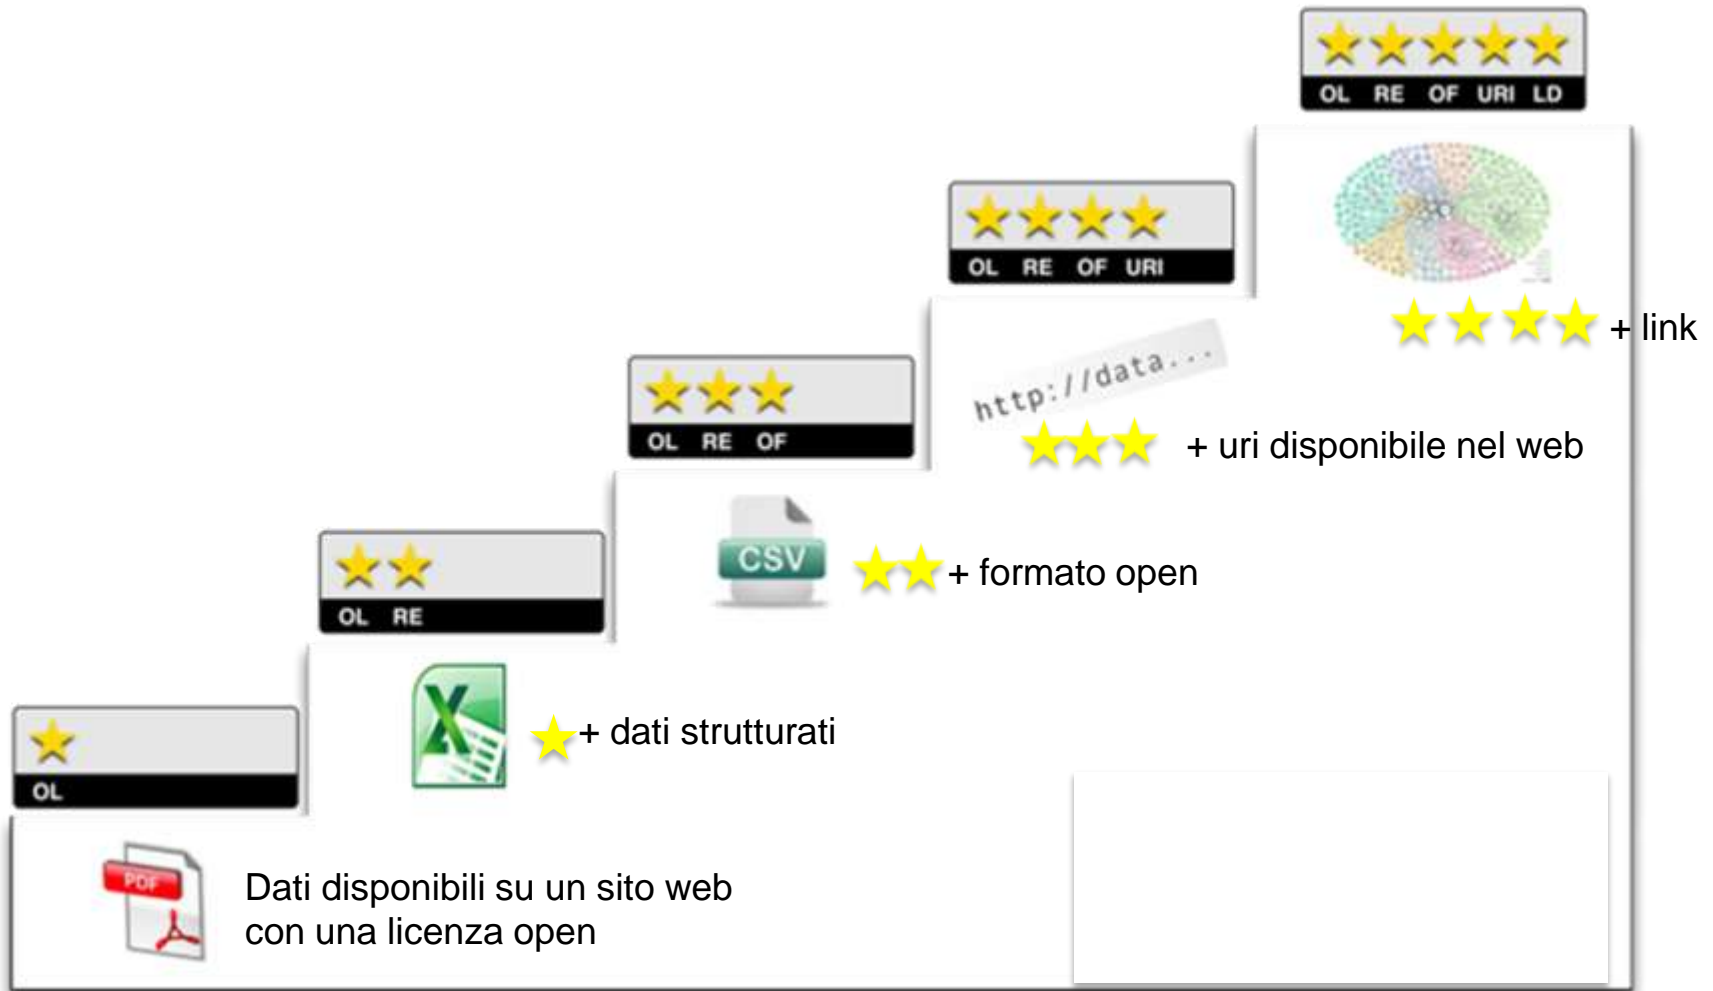 OL RE OF URI LD
+ link
OL RE OF URI
http://data...
+ uri disponibile nel web
OL RE OF
CSV
+ formato open
OL RE
+ dati strutturati
OL
PDF
Dati disponibili su un sito web
con una licenza open